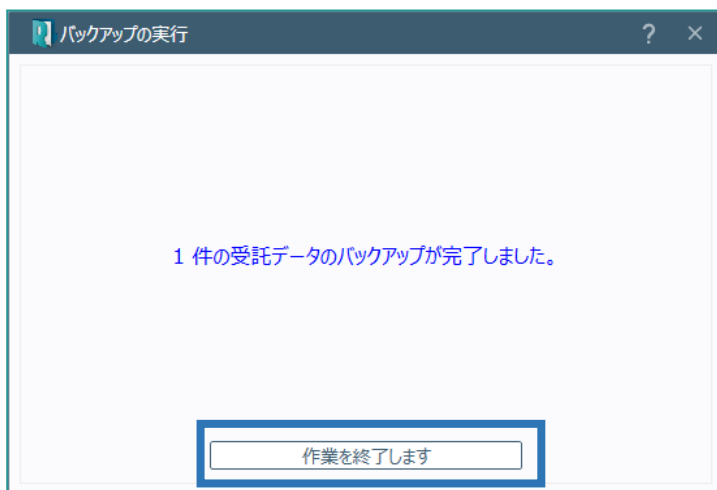 バックアップの実行
?
×
1 件の受託データのバックアップが完了しました。
作業を終了します